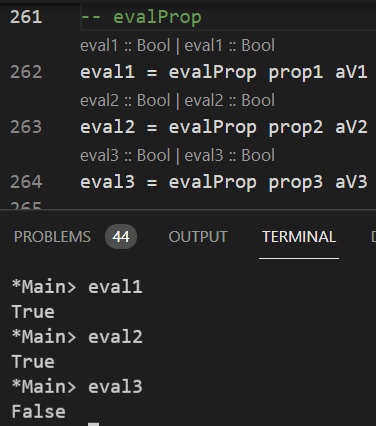 261 -- evalProp
eval1 :: Bool | eval1 :: Bool
262 eval1 = evalProp prop1 aV1
eval2 :: Bool | eval2 :: Bool
263 eval2 = evalProp prop2 aV2
eval3 :: Bool | eval3 :: Bool
264 eval3 = evalProp prop3 aV3
265
PROBLEMS 44 OUTPUT TERMINAL
*Main> eval1
True
*Main> eval2
True
*Main> eval3
False